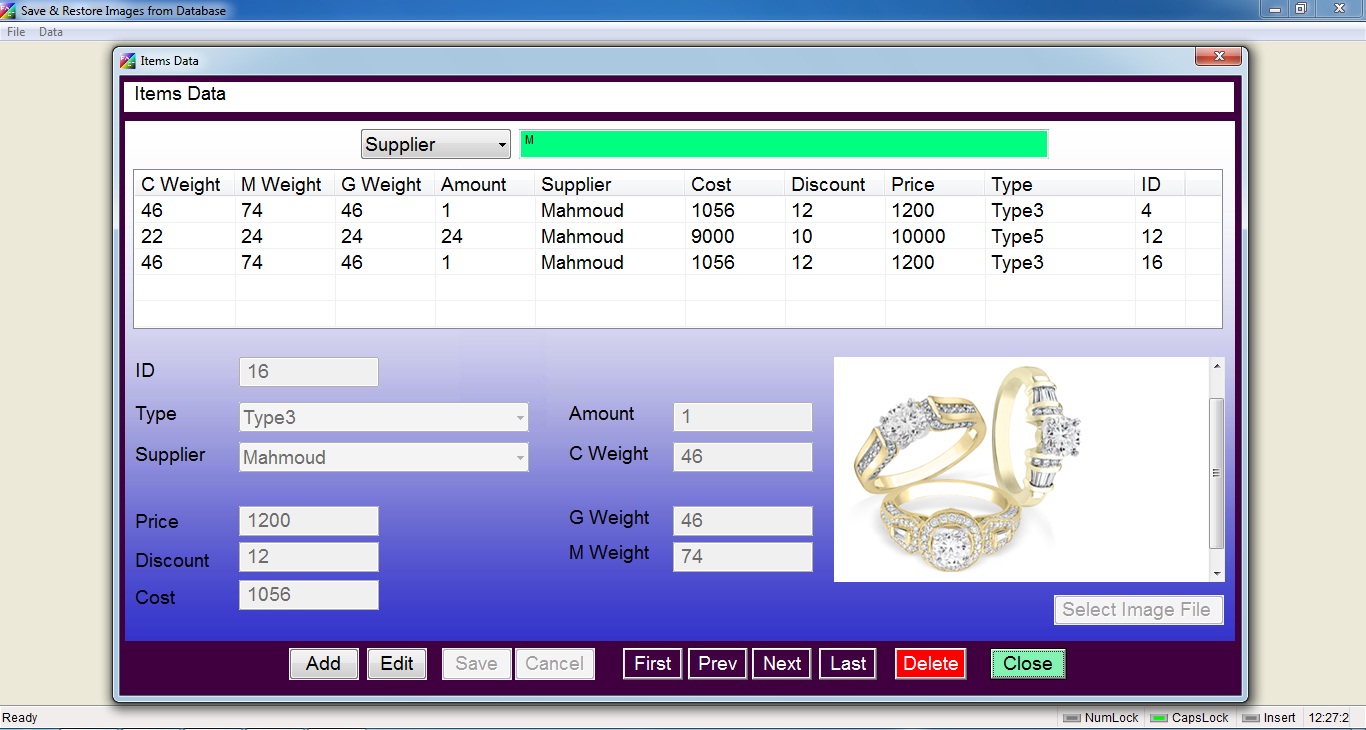 Save & Restore Images from Database
File Data
Items Data
Items Data
Supplier M
C Weight M Weight G Weight Amount Supplier Cost Discount Price Type ID
46 74 46 1 Mahmoud 1056 12 1200 Type3 4
22 24 24 24 Mahmoud 9000 10 10000 Type5 12
46 74 46 1 Mahmoud 1056 12 1200 Type3 16
ID 16
Type Type3 Amount 1
Supplier Mahmoud C Weight 46
Price 1200 G Weight 46
Discount 12 M Weight 74
Cost 1056
Select Image File
Add Edit Save Cancel First Prev Next Last Delete Close
Ready NumLock CapsLock Insert 12:27:2